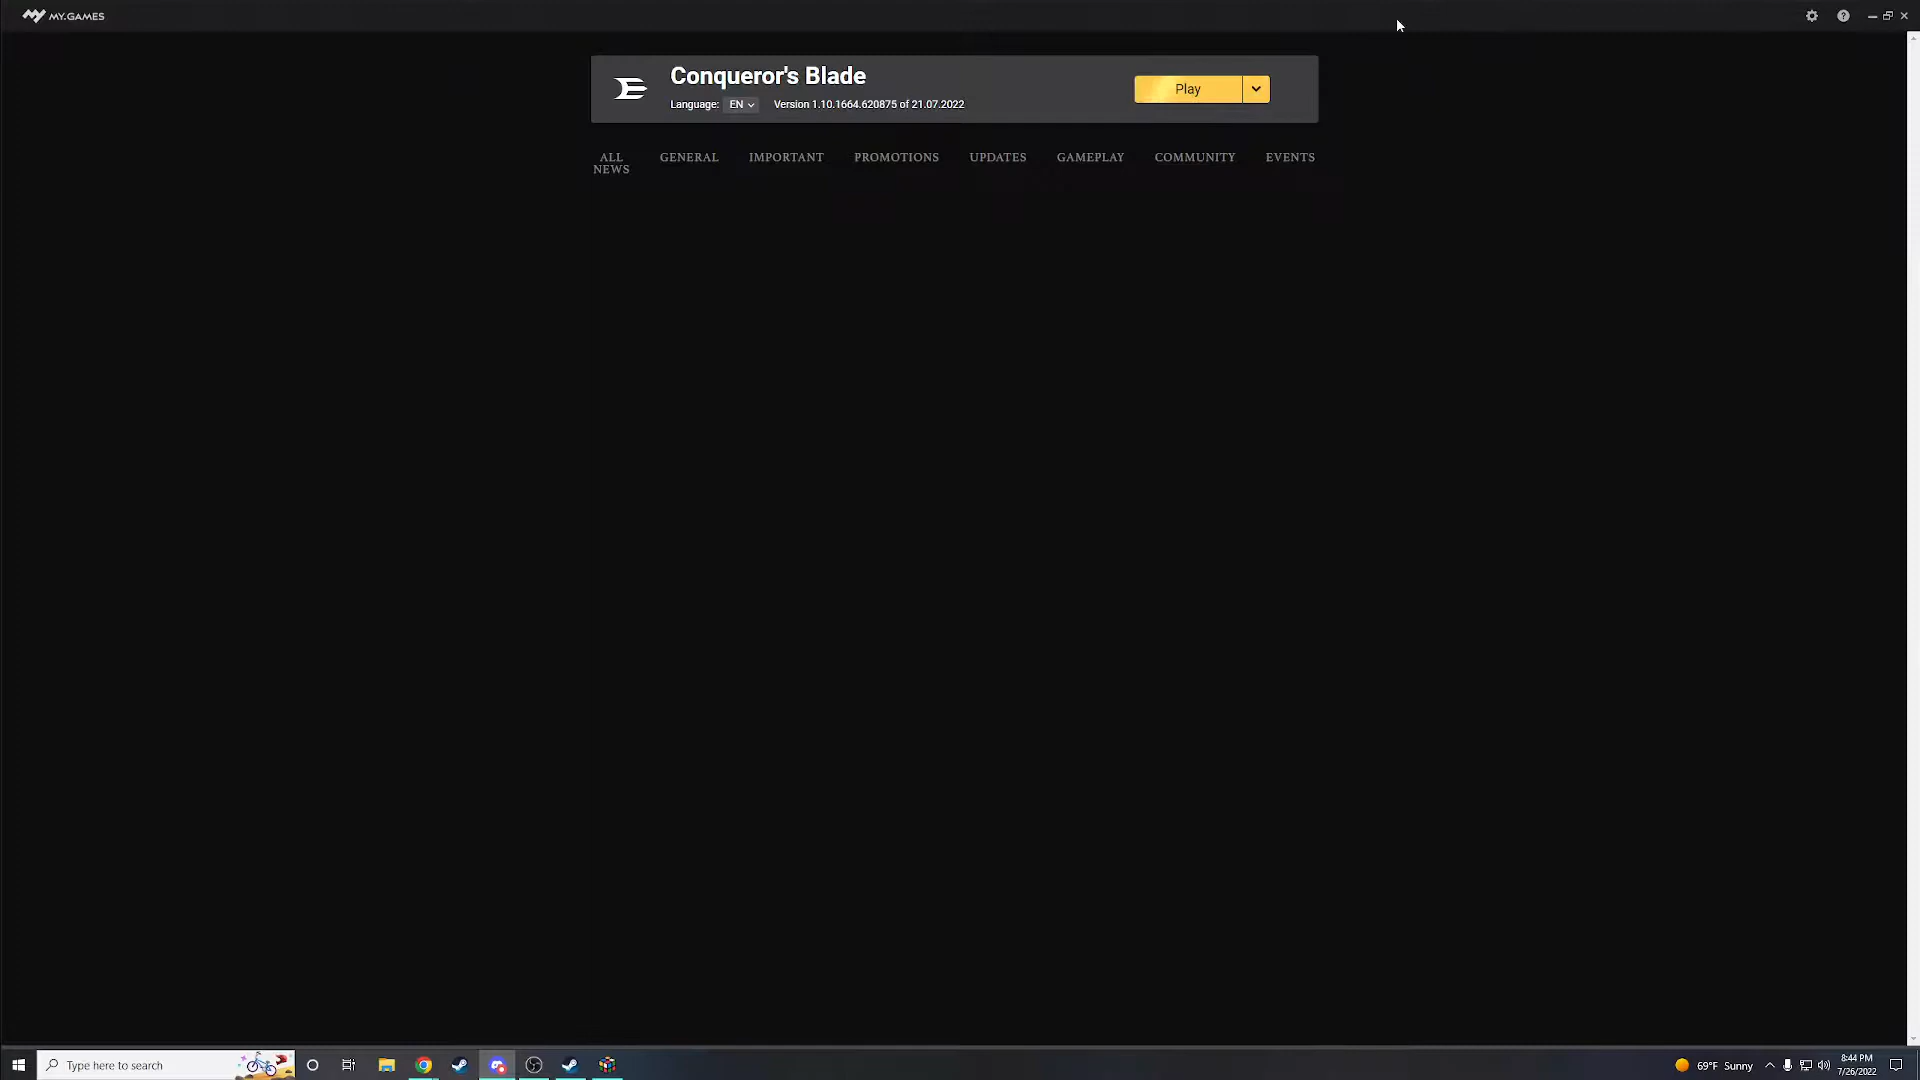 MY.GAMES
Conqueror's Blade
Language: EN Version 1.10.1664.620875 of 21.07.2022
Play
ALL NEWS GENERAL IMPORTANT PROMOTIONS UPDATES GAMEPLAY COMMUNITY EVENTS
Type here to search
69°F Sunny
8:44 PM
7/26/2022